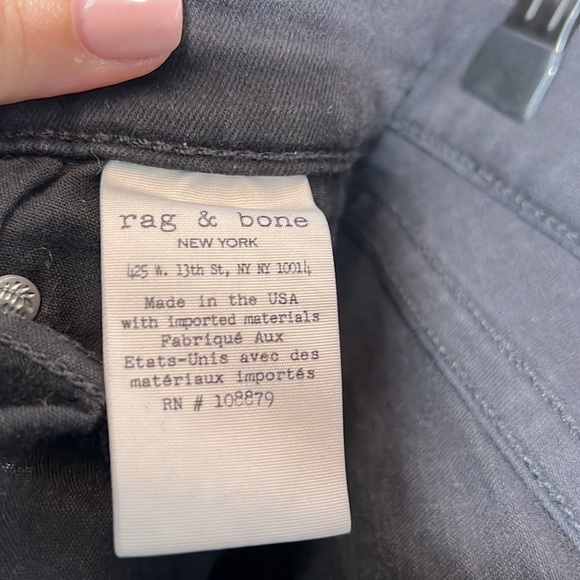 rag & bone
NEW YORK
425 W. 13th St, NY NY 10014
Made in the USA
with imported materials
Fabriqué Aux
Etats-Unis avec des
matériaux importés
RN # 108879